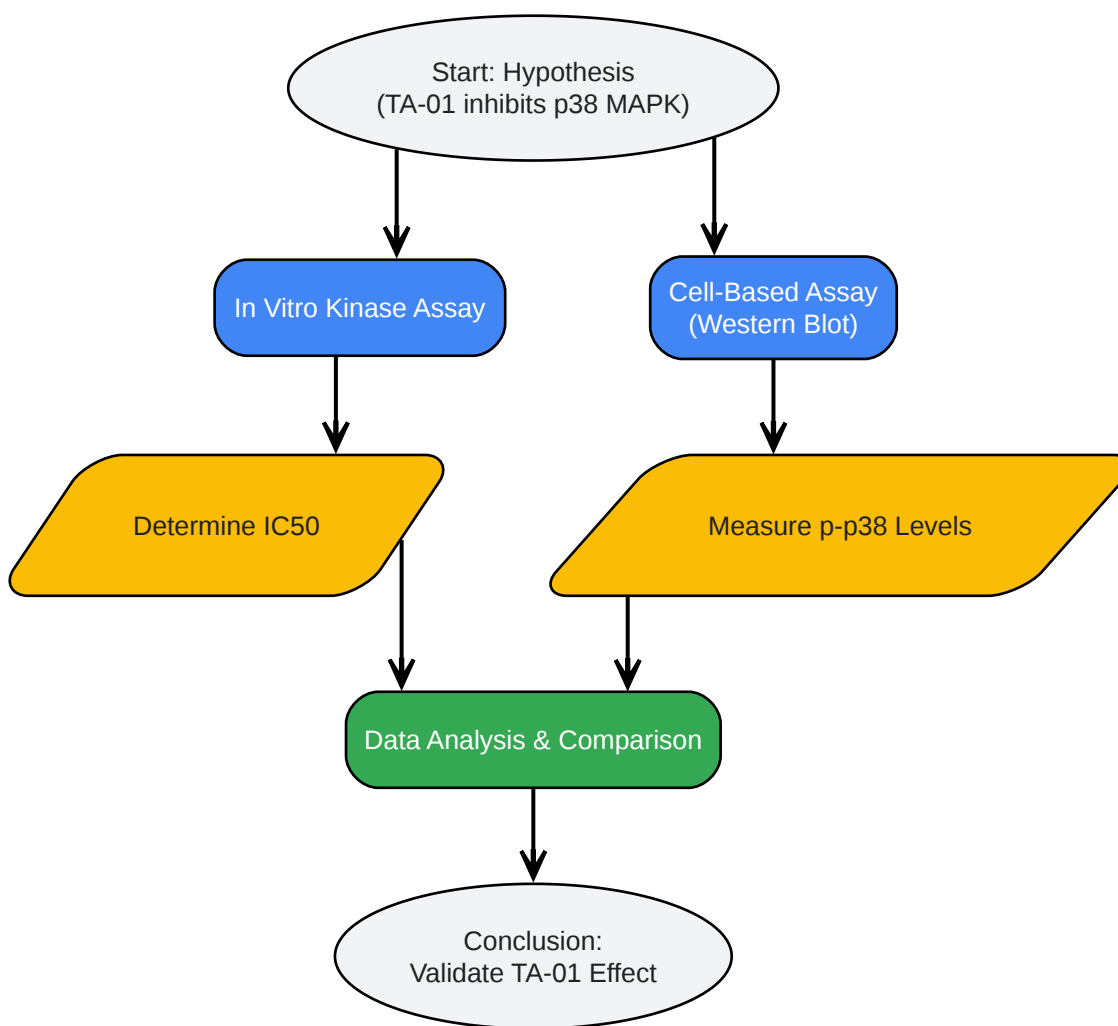 Start: Hypothesis
(TA-01 inhibits p38 MAPK)
In Vitro Kinase Assay
Cell-Based Assay
(Western Blot)
Determine IC50
Measure p-p38 Levels
Data Analysis & Comparison
Conclusion:
Validate TA-01 Effect